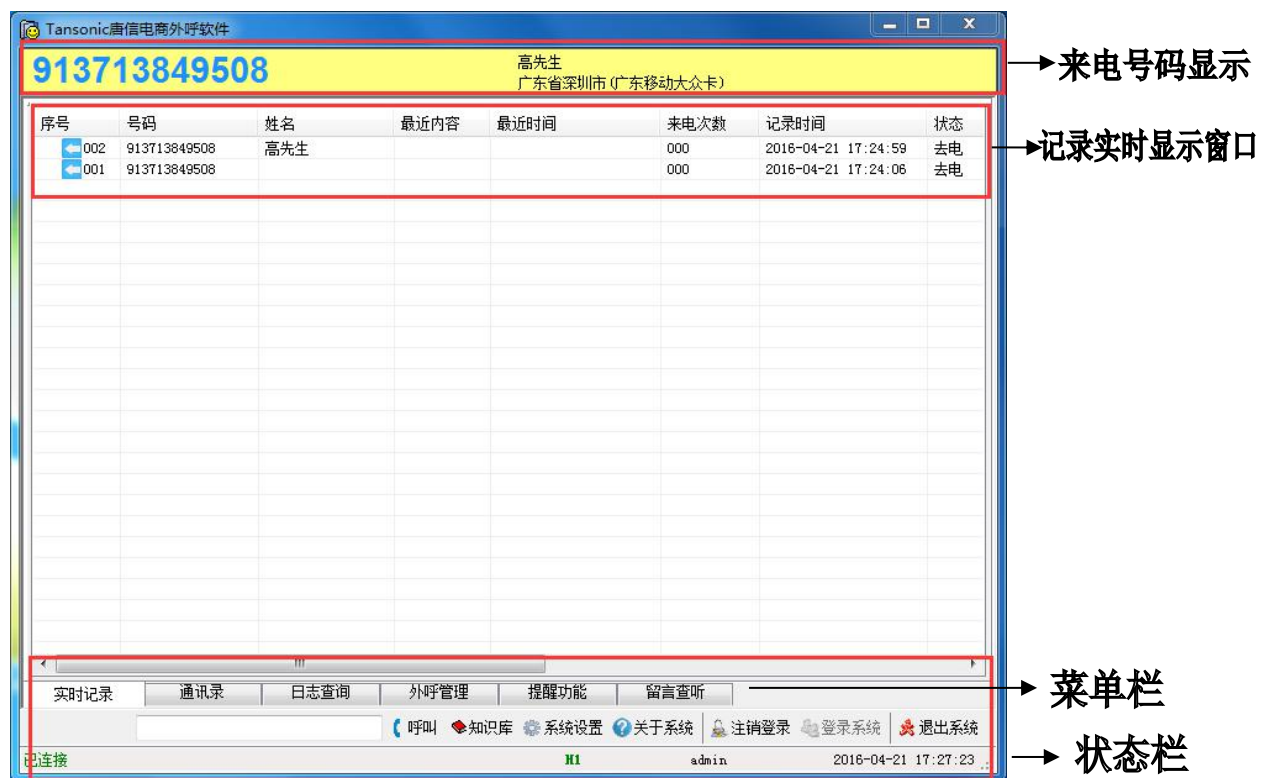 Tansonic唐信电商外呼软件
913713849508
高先生
广东省深圳市(广东移动大众卡)
来电号码显示
序号 号码 姓名 最近内容 最近时间 来电次数 记录时间 状态
002 913713849508 高先生 000 2016-04-21 17:24:59 去电
001 913713849508 000 2016-04-21 17:24:06 去电
记录实时显示窗口
实时记录 通讯录 日志查询 外呼管理 提醒功能 留言查听
菜单栏
呼叫 知识库 系统设置 关于系统 注销登录 登录系统 退出系统
已连接 H1 admin 2016-04-21 17:27:23
状态栏